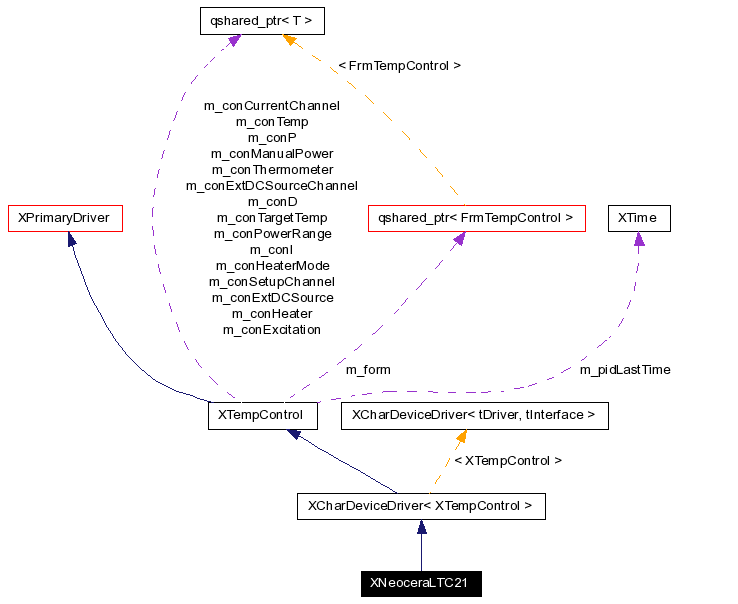 qshared_ptr< T >
< FrmTempControl >
m_conCurrentChannel
m_conTemp
m_conP
m_conManualPower
m_conThermometer
m_conExtDCSourceChannel
m_conD
m_conTargetTemp
m_conPowerRange
m_conI
m_conHeaterMode
m_conSetupChannel
m_conExtDCSource
m_conHeater
m_conExcitation
XPrimaryDriver
qshared_ptr< FrmTempControl >
XTime
m_form
m_pidLastTime
XTempControl
XCharDeviceDriver< tDriver, tInterface >
< XTempControl >
XCharDeviceDriver< XTempControl >
XNeoceraLTC21